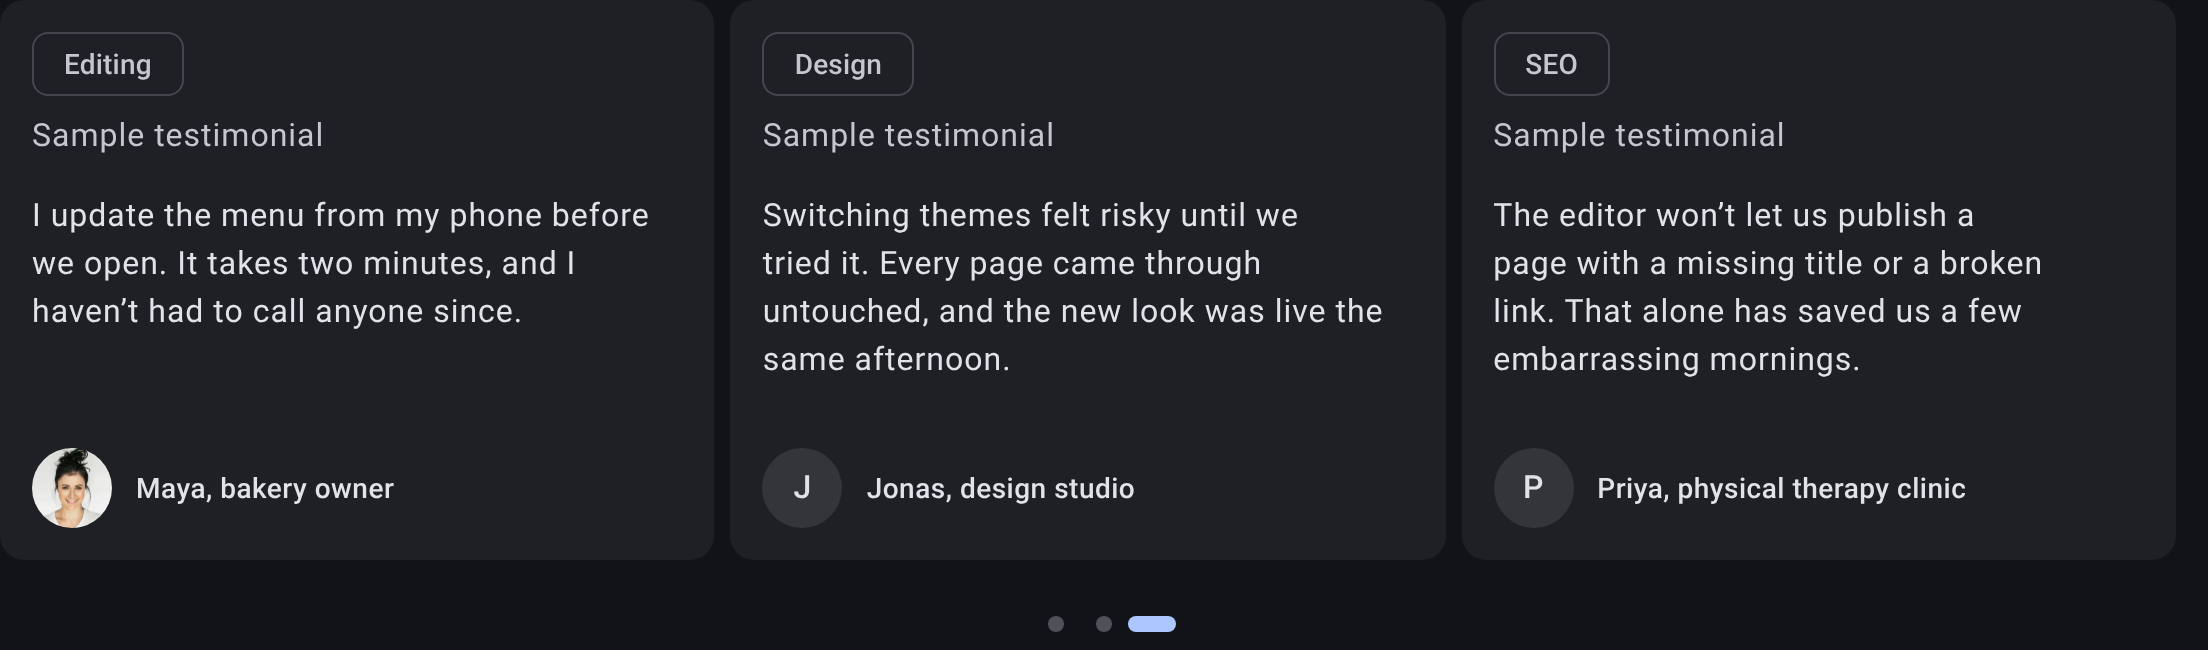 Editing
Sample testimonial
I update the menu from my phone before
we open. It takes two minutes, and I
haven’t had to call anyone since.
Maya, bakery owner
Design
Sample testimonial
Switching themes felt risky until we
tried it. Every page came through
untouched, and the new look was live the
same afternoon.
J
Jonas, design studio
SEO
Sample testimonial
The editor won’t let us publish a
page with a missing title or a broken
link. That alone has saved us a few
embarrassing mornings.
P
Priya, physical therapy clinic